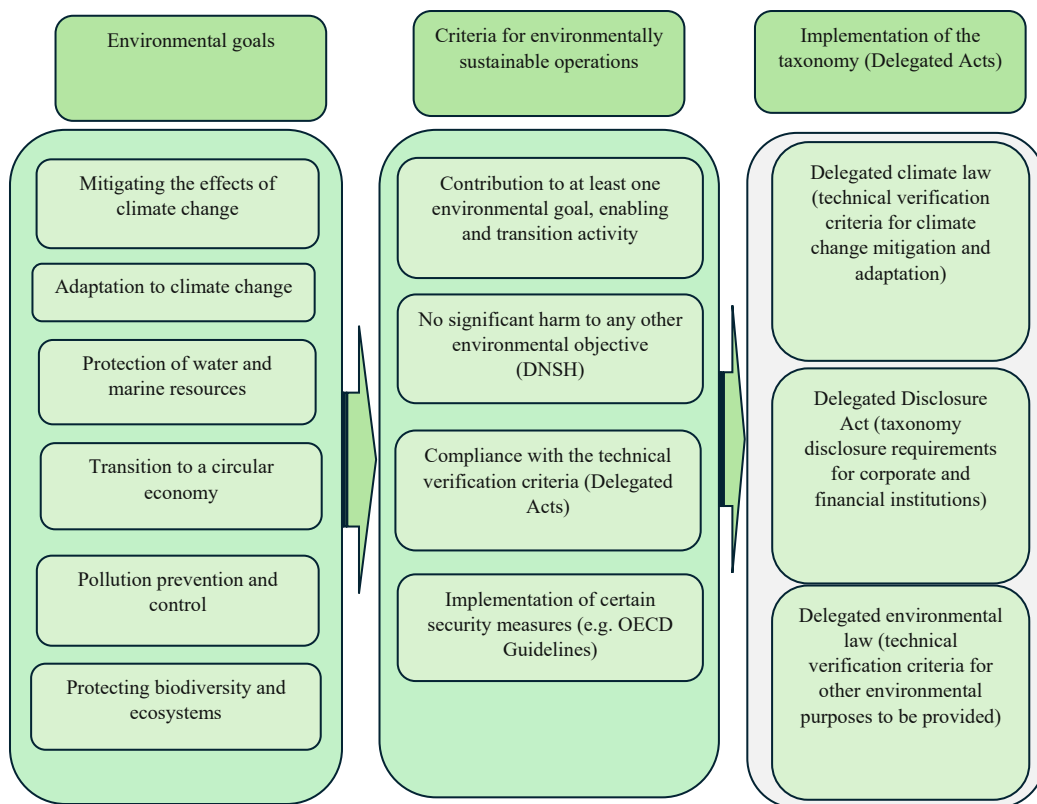 Environmental goals
Mitigating the effects of
climate change
Adaptation to climate change
Protection of water and
marine resources
Transition to a circular
economy
Pollution prevention and
control
Protecting biodiversity and
ecosystems
Criteria for environmentally
sustainable operations
Contribution to at least one
environmental goal, enabling
and transition activity
No significant harm to any other
environmental objective
(DNSH)
Compliance with the technical
verification criteria (Delegated
Acts)
Implementation of certain
security measures (e.g. OECD
Guidelines)
Implementation of the
taxonomy (Delegated Acts)
Delegated climate law
(technical verification
criteria for climate
change mitigation and
adaptation)
Delegated Disclosure
Act (taxonomy
disclosure requirements
for corporate and
financial institutions)
Delegated environmental
law (technical
verification criteria for
other environmental
purposes to be provided)